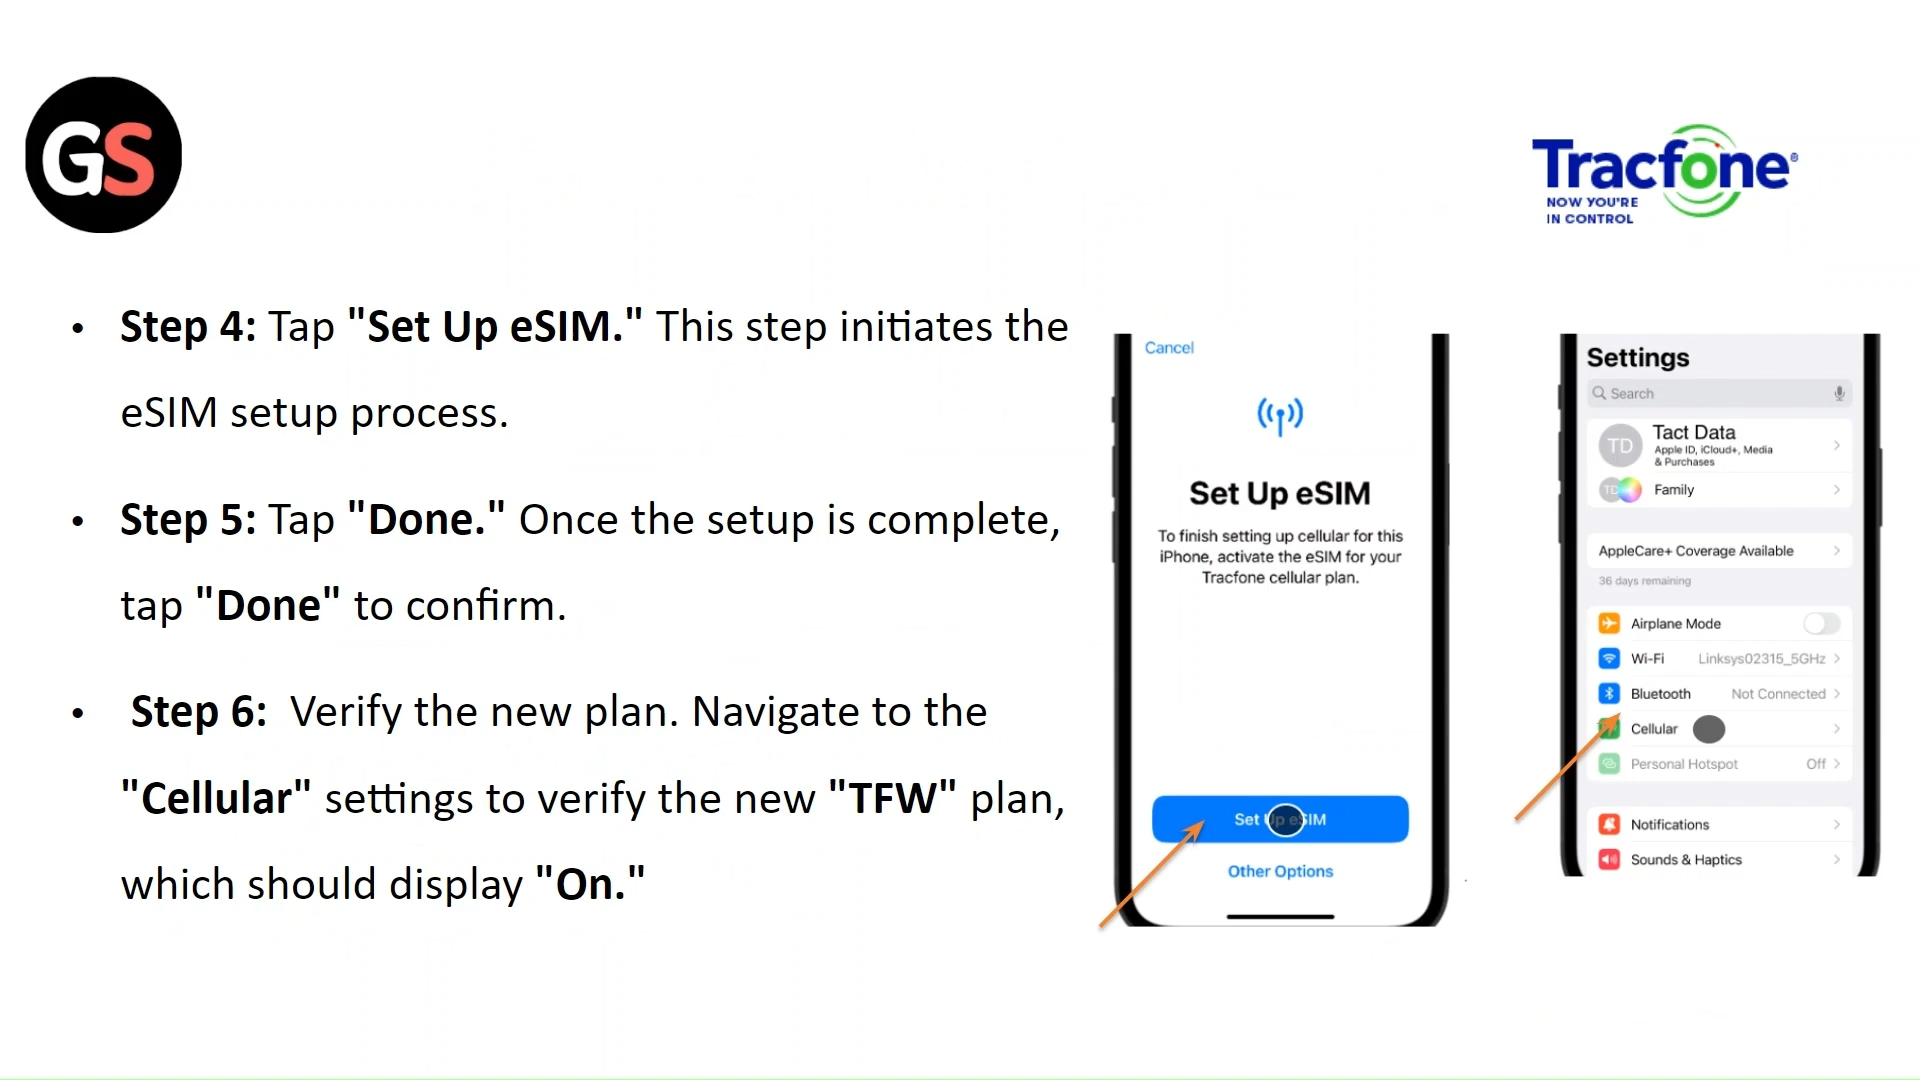 GS
Tracfone®
NOW YOU'RE
IN CONTROL
• Step 4: Tap "Set Up eSIM." This step initiates the
eSIM setup process.
• Step 5: Tap "Done." Once the setup is complete,
tap "Done" to confirm.
• Step 6: Verify the new plan. Navigate to the
"Cellular" settings to verify the new "TFW" plan,
which should display "On."
Cancel
Set Up eSIM
To finish setting up cellular for this
iPhone, activate the eSIM for your
Tracfone cellular plan.
Set Up eSIM
Other Options
Settings
Search
TD
Tact Data
Apple ID, iCloud+, Media
& Purchases
TD
Family
AppleCare+ Coverage Available
36 days remaining
Airplane Mode
Wi-Fi Linksys02315_5GHz
Bluetooth Not Connected
Cellular
Personal Hotspot Off
Notifications
Sounds & Haptics